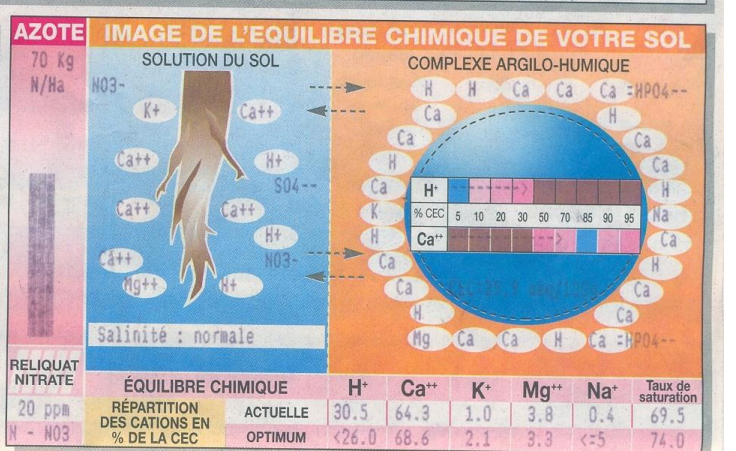 AZOTE
IMAGE DE L'EQUILIBRE CHIMIQUE DE VOTRE SOL
70 Kg
N/Ha
SOLUTION DU SOL
NO3-
K+
Ca++
Ca++
H+
SO4--
Ca++
Ca++
H+
Ca++
NO3-
Mg++
H+
Salinité : normale
COMPLEXE ARGILO-HUMIQUE
H H Ca Ca Ca =HPO4--
Ca H
Ca Ca
H Ca
Ca H
K Na
H Ca
Ca H
Ca Ca
H Ca
Mg Ca Ca H Ca =HPO4--
H+
% CEC 5 10 20 30 50 70 85 90 95
Ca++
RELIQUAT
NITRATE
20 ppm
N - NO3
ÉQUILIBRE CHIMIQUE H+ Ca++ K+ Mg++ Na+ Taux de saturation
RÉPARTITION
DES CATIONS EN
% DE LA CEC
ACTUELLE 30.5 64.3 1.0 3.8 0.4 69.5
OPTIMUM <26.0 68.6 2.1 3.3 <=5 74.0